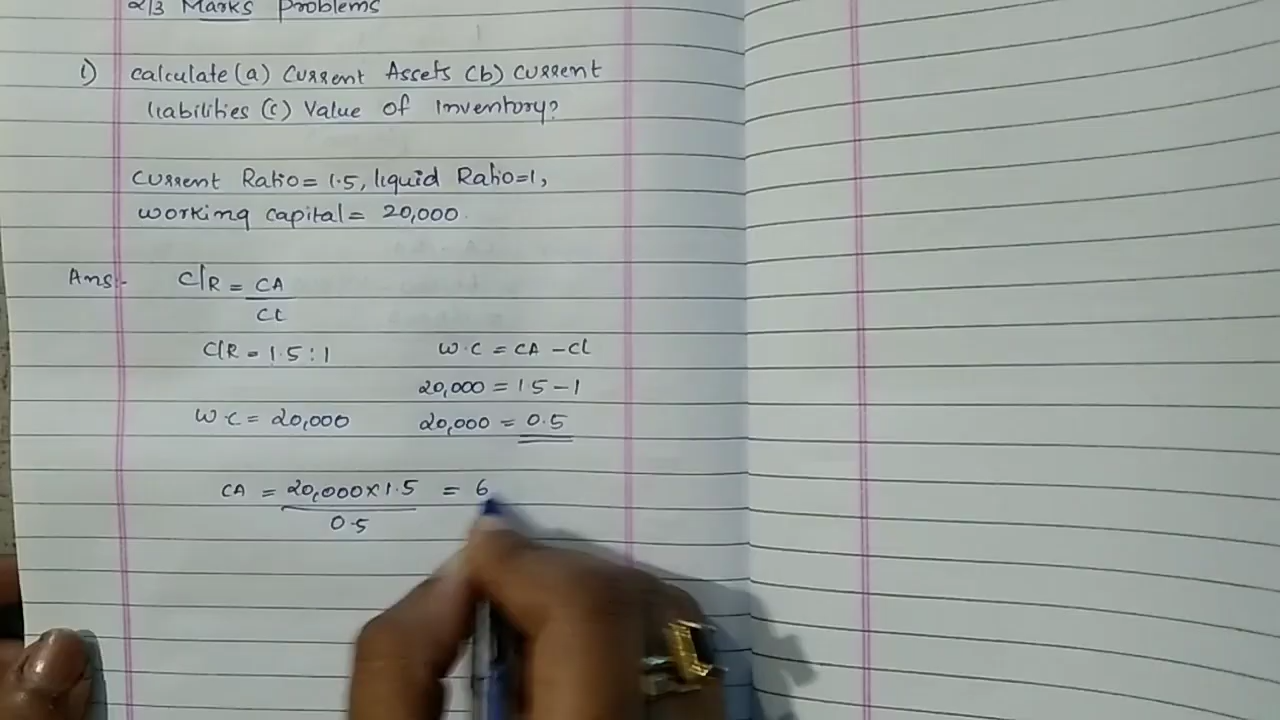 2/3 Marks Problems
1) calculate (a) Current Assets (b) Current
liabilities (c) Value of Inventory?
Current Ratio = 1.5, liquid Ratio=1,
working capital = 20,000.
Ans:- C/R = CA
CL
C/R = 1.5 : 1 W.C = CA - CL
20,000 = 1.5 - 1
W.C = 20,000 20,000 = 0.5
CA = 20,000 x 1.5 = 6
0.5